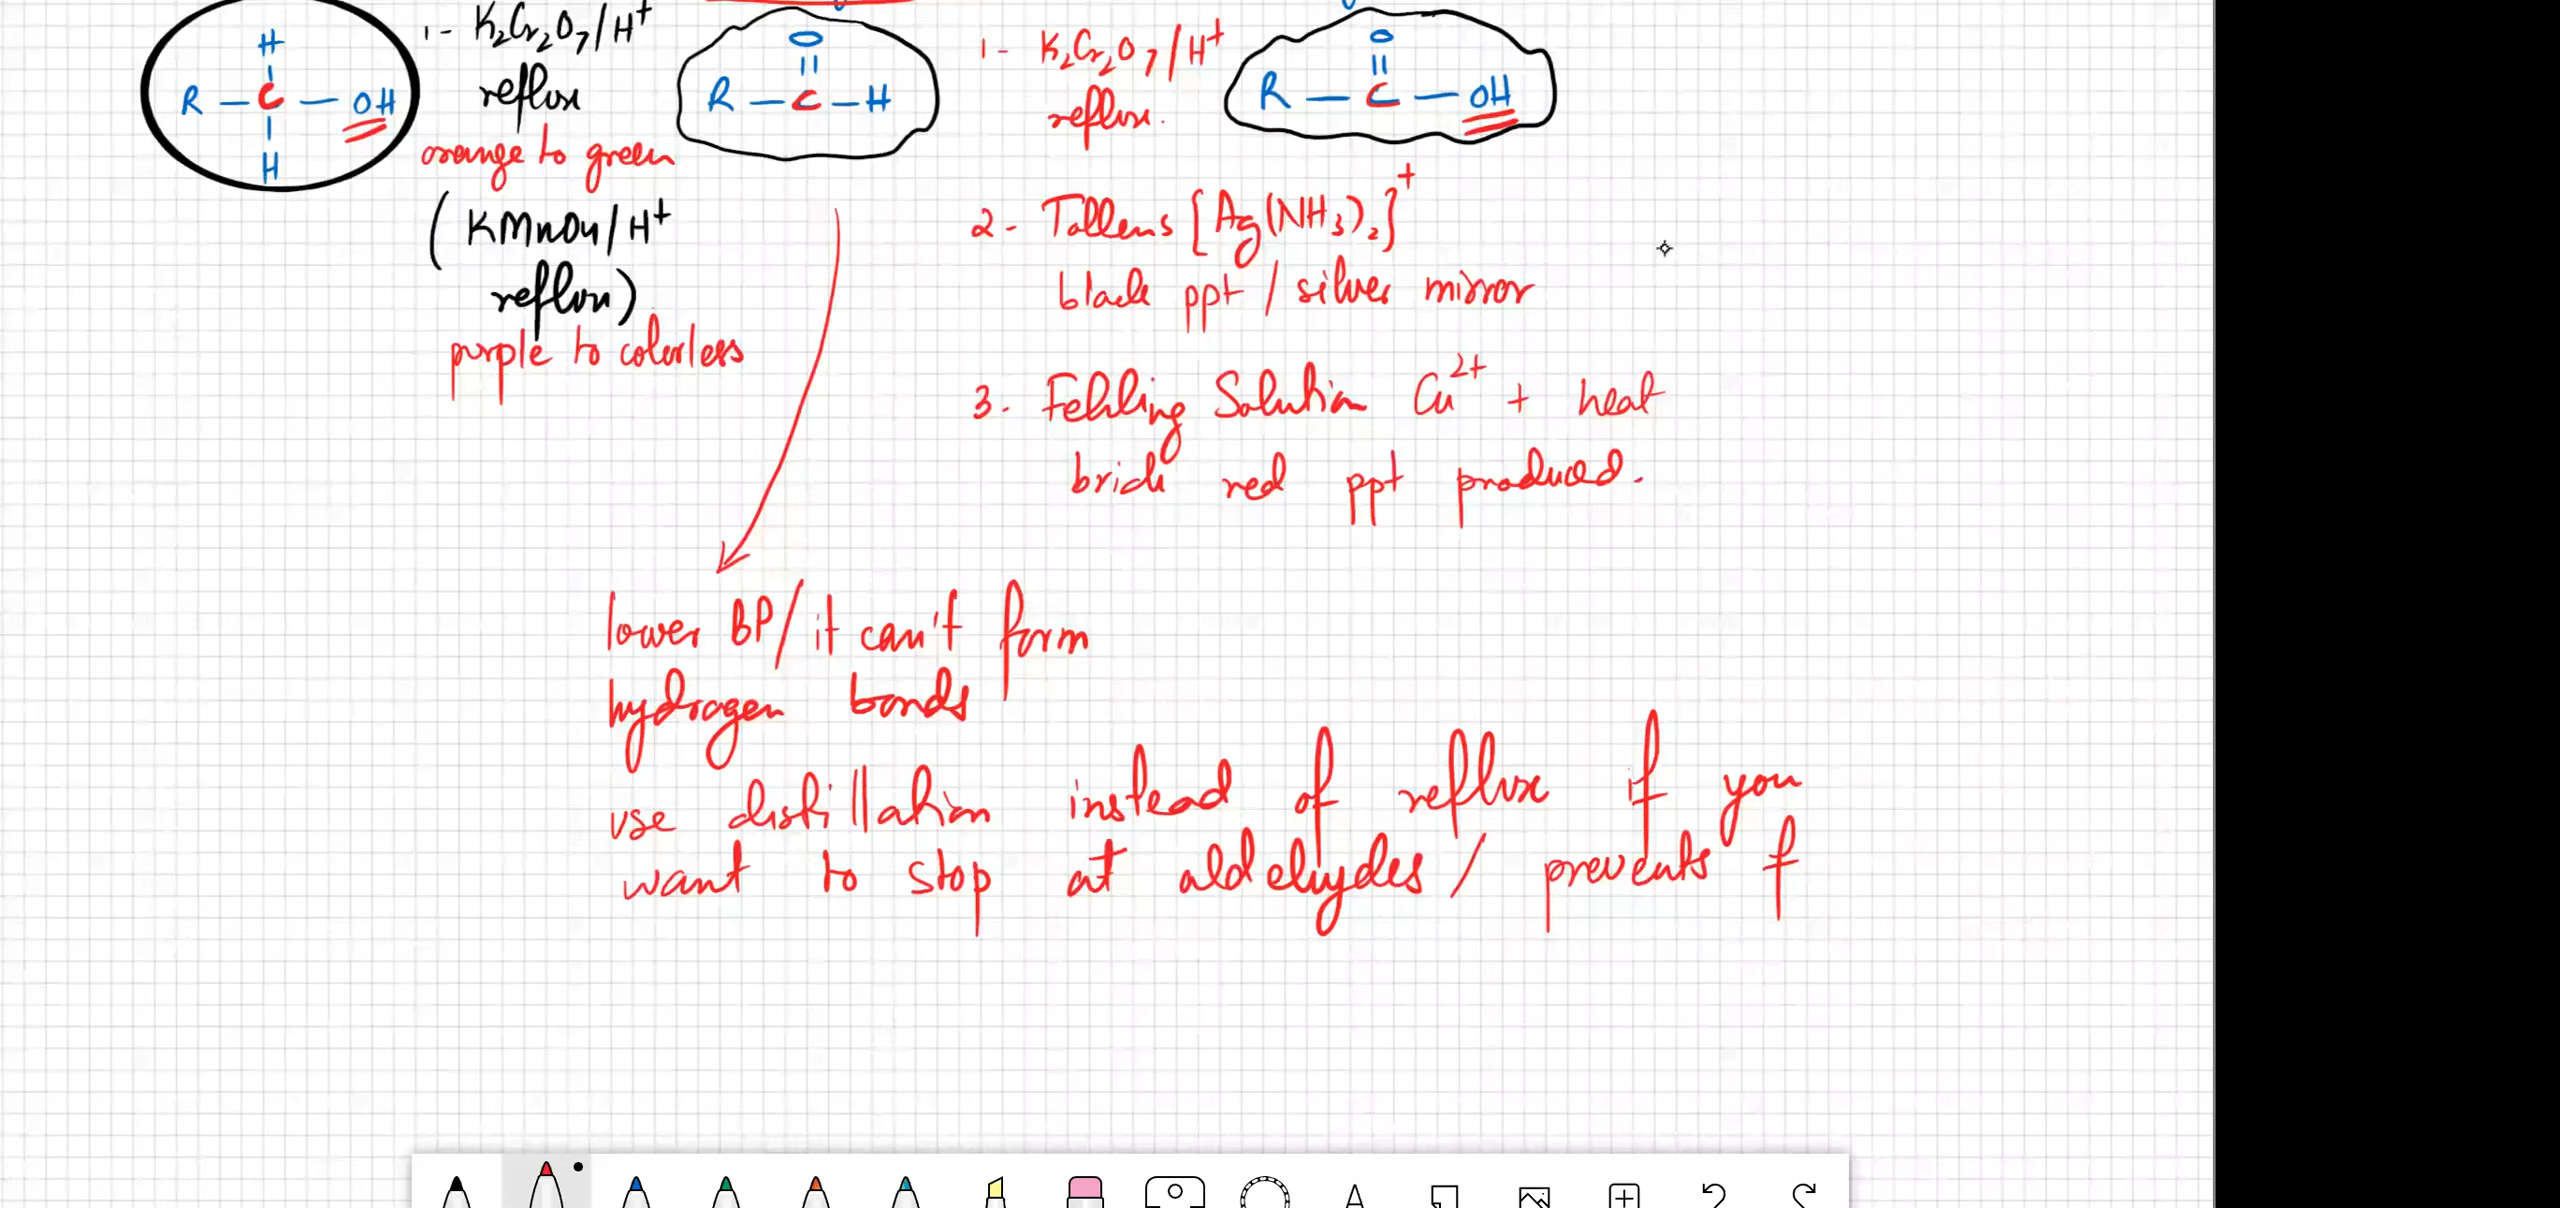 H
R — C — OH
H
1- K₂Cr₂O₇/H⁺
reflux
orange to green
(KMnO₄/H⁺
reflux)
purple to colorless
O
R — C — H
1- K₂Cr₂O₇/H⁺
reflux.
O
R — C — OH
2- Tollens [Ag(NH₃)₂]⁺
black ppt / silver mirror
3. Fehling Solution Cu²⁺ + heat
brick red ppt produced.
lower BP/it can't form
hydrogen bonds
use distillation instead of reflux if you
want to stop at aldehydes / prevents f